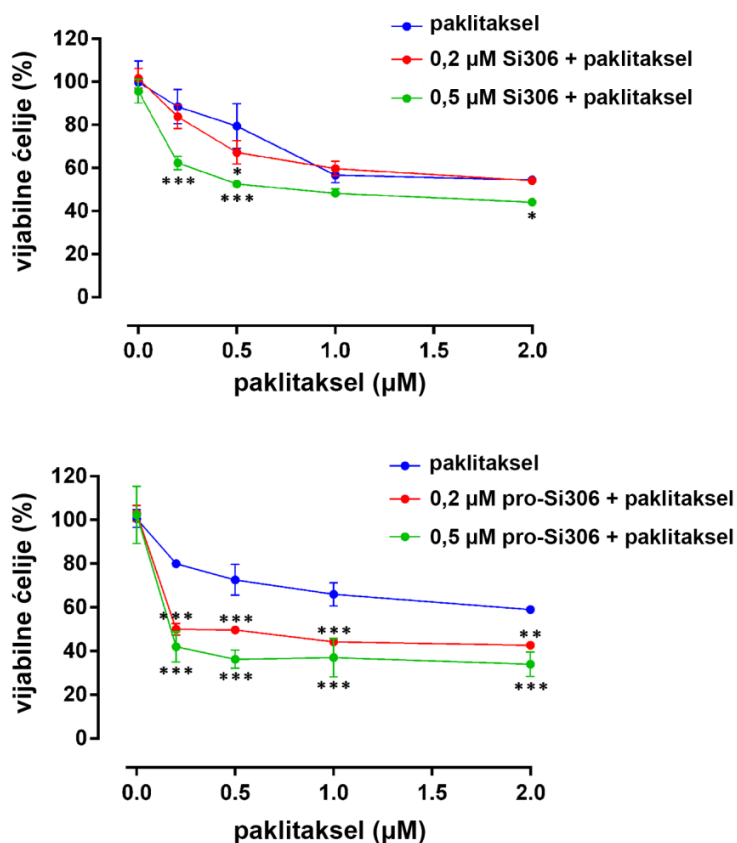 paklitaksel
0,2 µM Si306 + paklitaksel
0,5 µM Si306 + paklitaksel
vijabilne ćelije (%)
120
100
80
60
40
20
0
*
***
***
*
0.0 0.5 1.0 1.5 2.0
paklitaksel (µM)
paklitaksel
0,2 µM pro-Si306 + paklitaksel
0,5 µM pro-Si306 + paklitaksel
vijabilne ćelije (%)
120
100
80
60
40
20
0
*** *** *** **
*** *** *** ***
0.0 0.5 1.0 1.5 2.0
paklitaksel (µM)